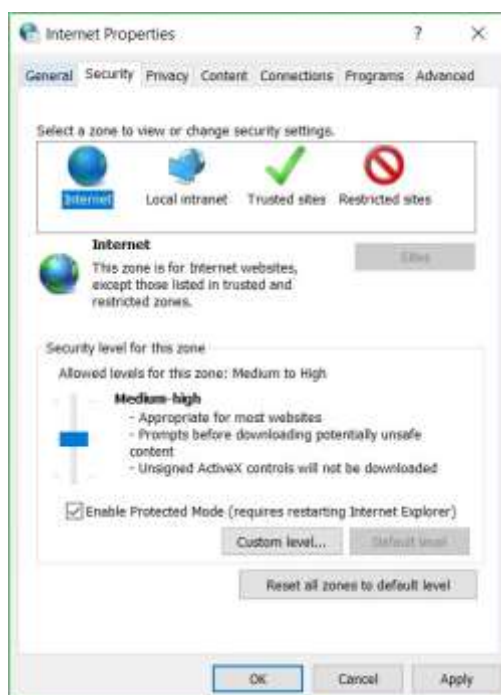 Internet Properties
? ×
General Security Privacy Content Connections Programs Advanced
Select a zone to view or change security settings.
Internet Local intranet Trusted sites Restricted sites
Internet
Sites
This zone is for Internet websites,
except those listed in trusted and
restricted zones.
Security level for this zone
Allowed levels for this zone: Medium to High
Medium-high
- Appropriate for most websites
- Prompts before downloading potentially unsafe
content
- Unsigned ActiveX controls will not be downloaded
Enable Protected Mode (requires restarting Internet Explorer)
Custom level... Default level
Reset all zones to default level
OK Cancel Apply